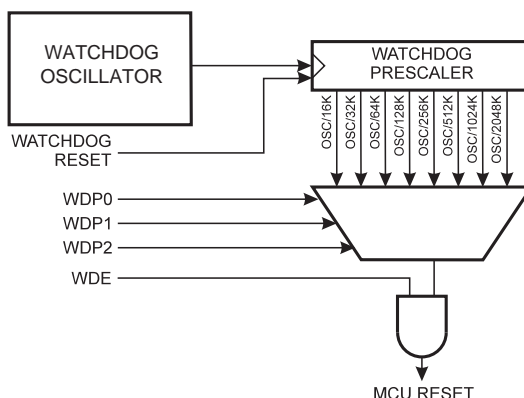 WATCHDOG
OSCILLATOR
WATCHDOG
PRESCALER
WATCHDOG
RESET
OSC/16K
OSC/32K
OSC/64K
OSC/128K
OSC/256K
OSC/512K
OSC/1024K
OSC/2048K
WDP0
WDP1
WDP2
WDE
MCU RESET